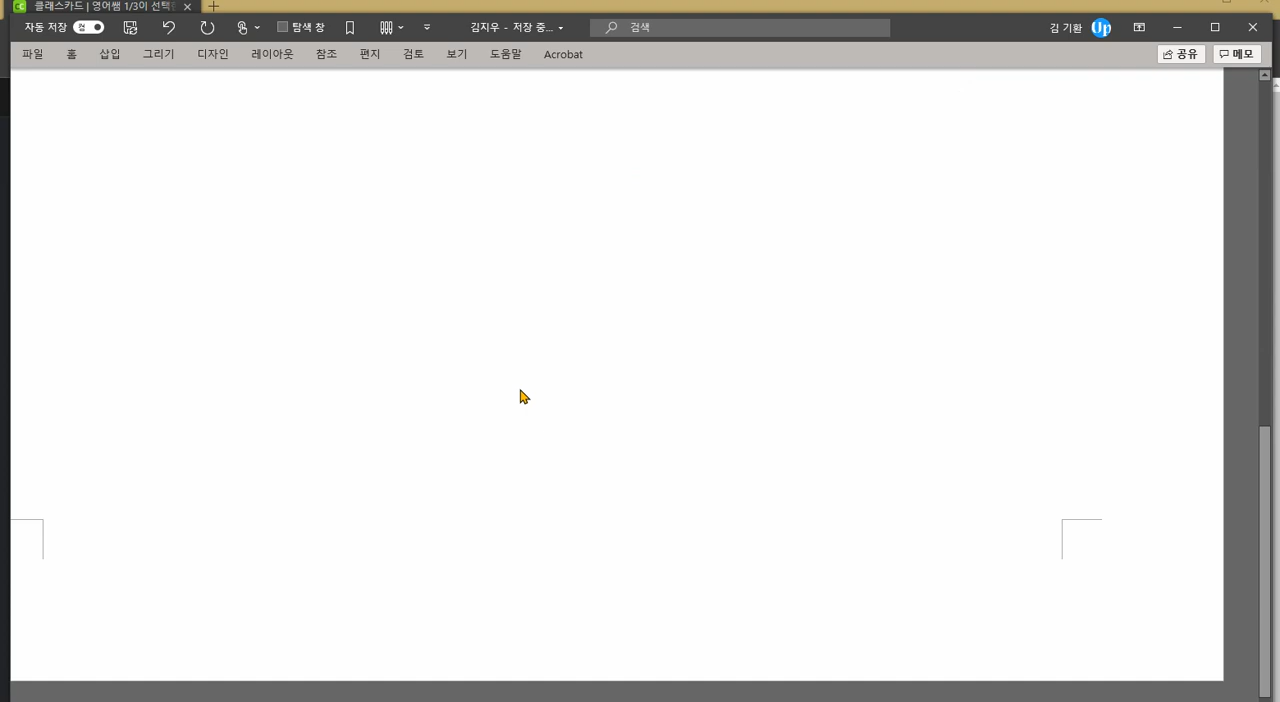 클래스카드 | 영어쌤 1/3이 선택
자동 저장 컴 탐색 창 김지우 - 저장 중... 검색 김 기환 Up
파일 홈 삽입 그리기 디자인 레이아웃 참조 편지 검토 보기 도움말 Acrobat 공유 메모